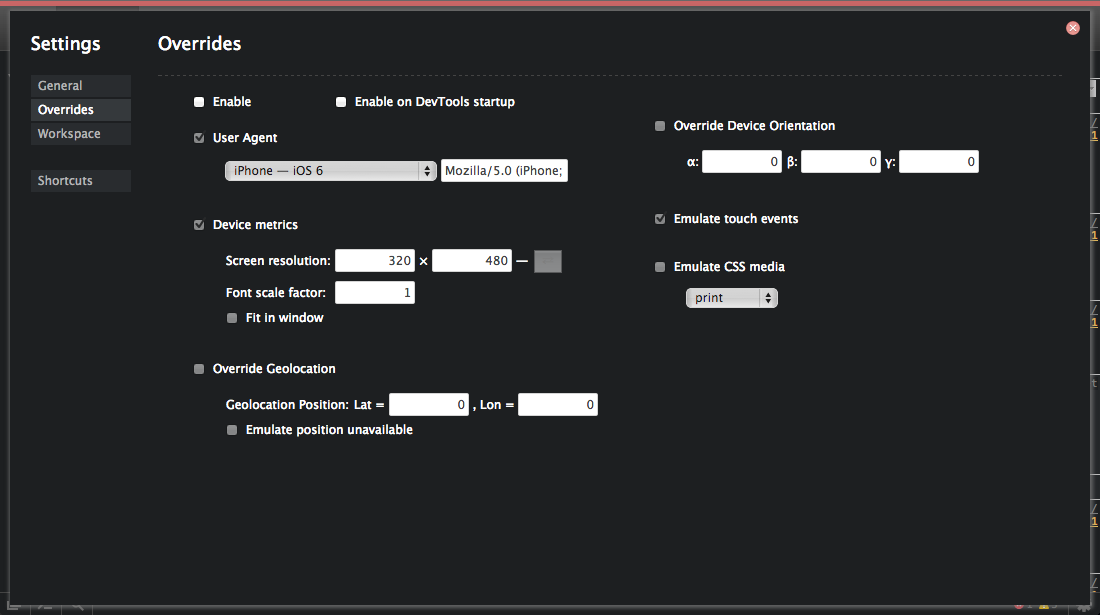 Settings
General
Overrides
Workspace
Shortcuts
Overrides
Enable
Enable on DevTools startup
User Agent
iPhone — iOS 6
Mozilla/5.0 (iPhone;
Device metrics
Screen resolution: 320 × 480 —
Font scale factor: 1
Fit in window
Override Geolocation
Geolocation Position: Lat = 0 , Lon = 0
Emulate position unavailable
Override Device Orientation
α: 0 β: 0 γ: 0
Emulate touch events
Emulate CSS media
print